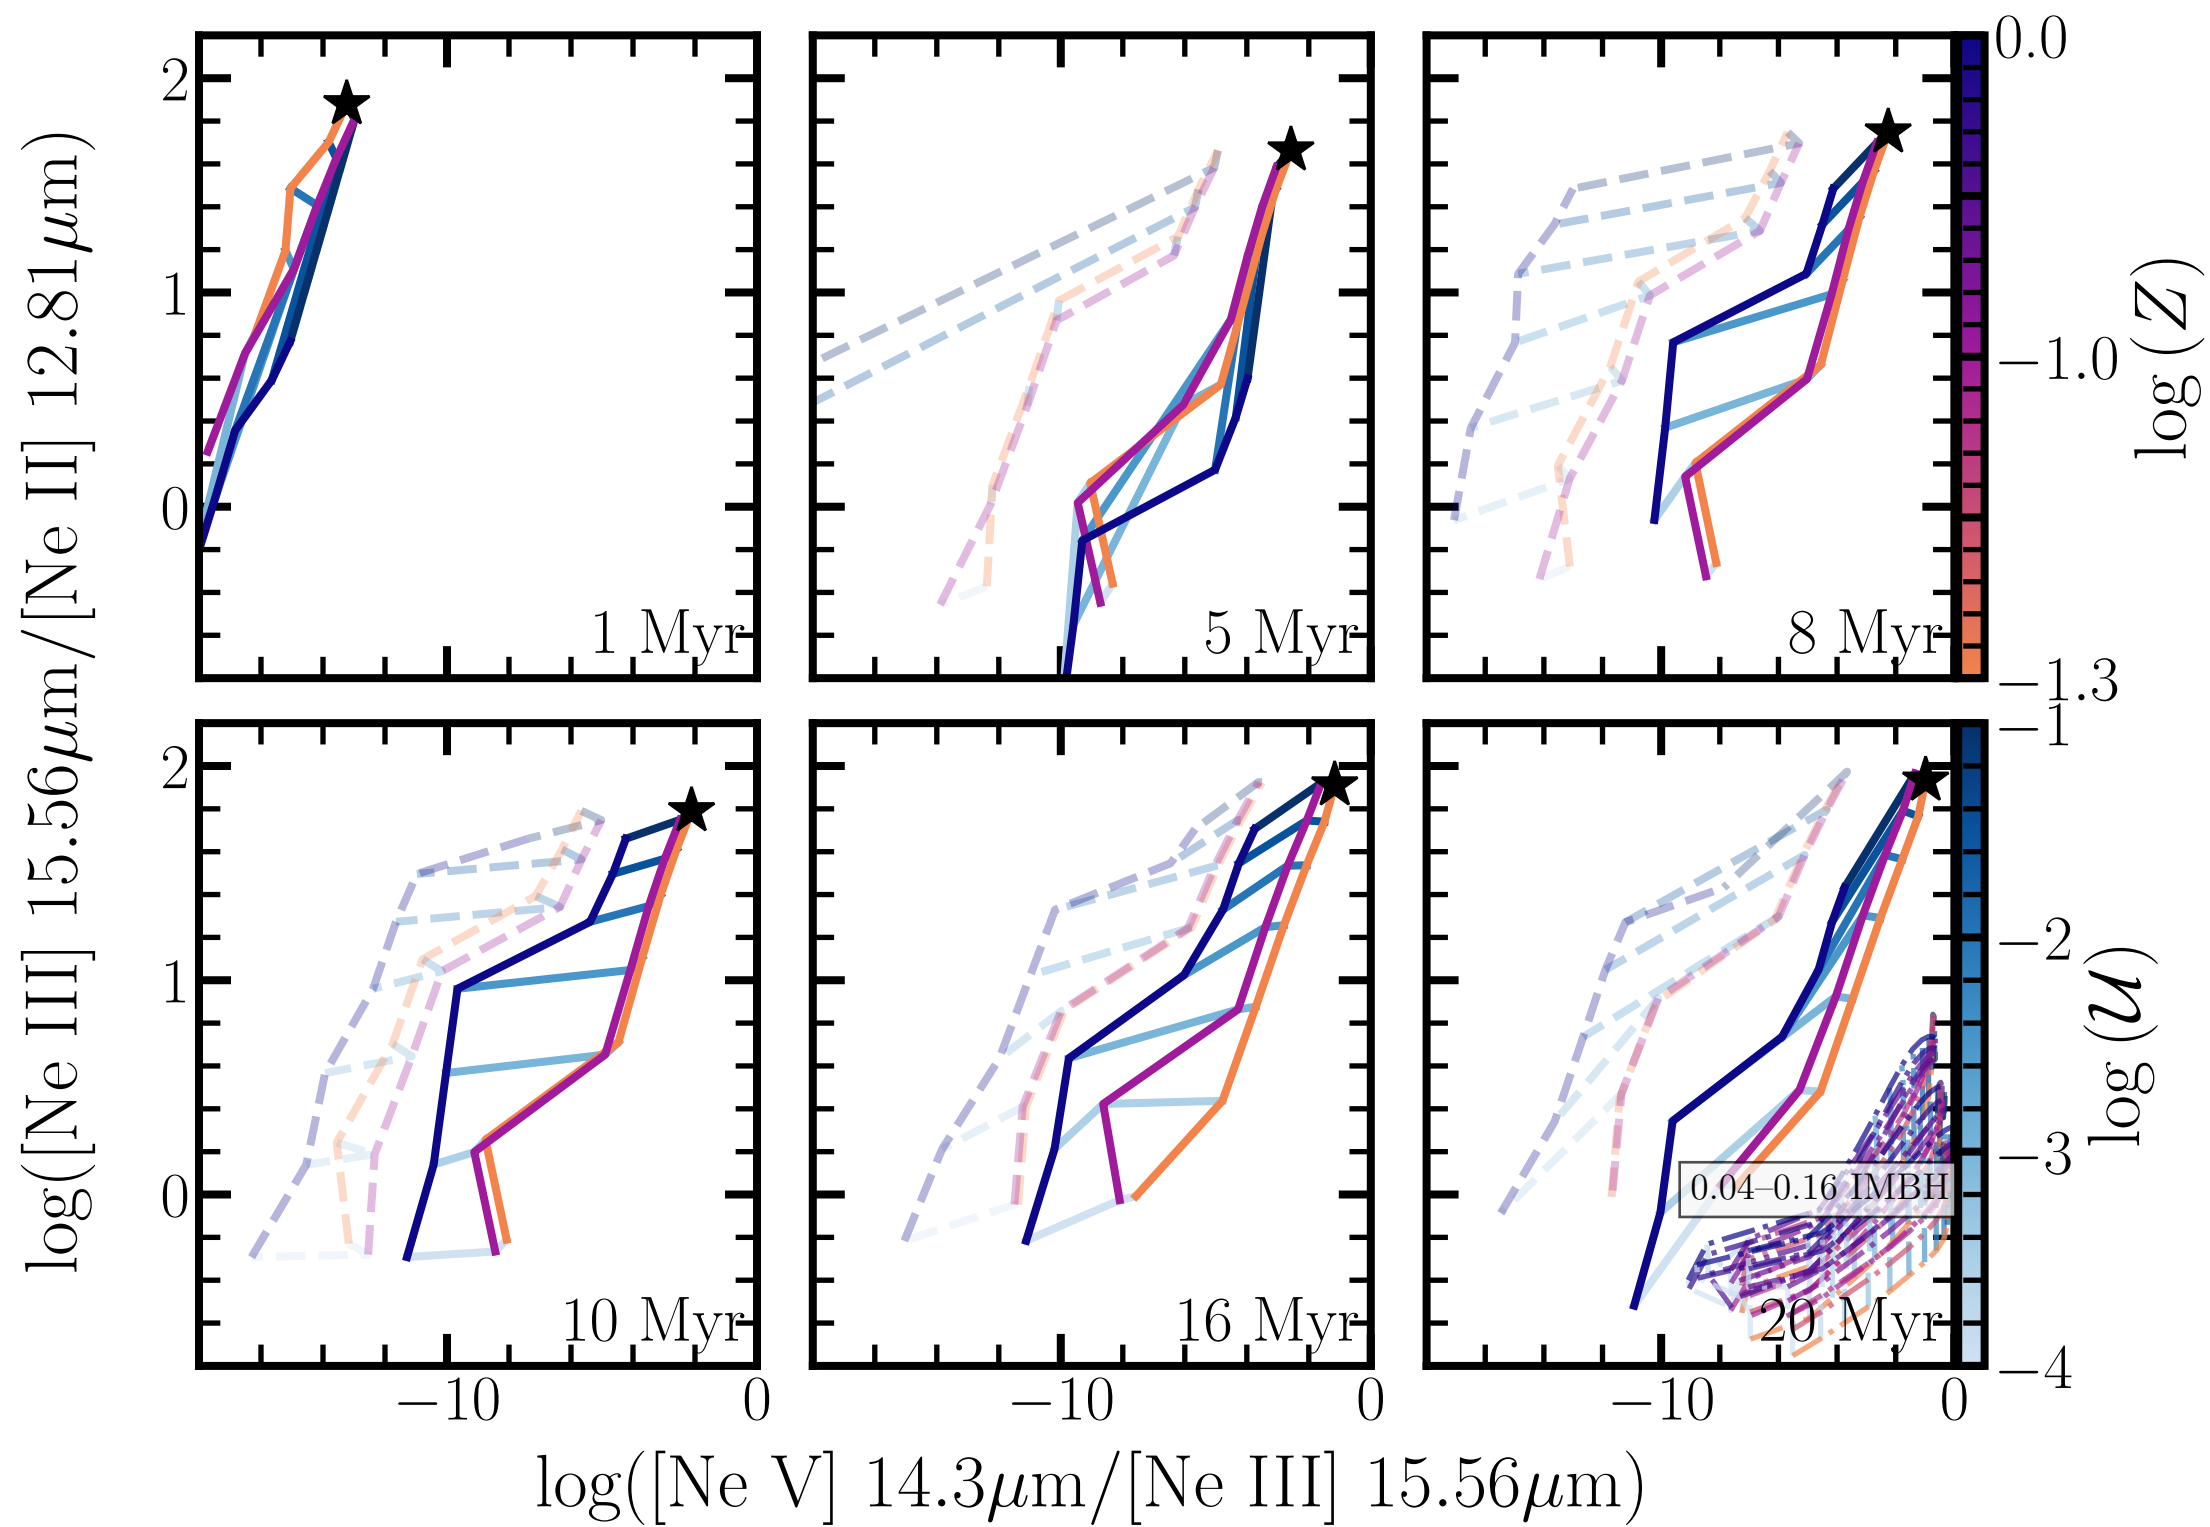 log([Ne III] 15.56μm/[Ne II] 12.81μm)
2
1
0
1 Myr
5 Myr
8 Myr
0.0
−1.0
−1.3
log (Z)
2
1
0
10 Myr
16 Myr
0.04–0.16 IMBH
20 Myr
−1
−2
−3
−4
log (𝒰)
−10
0
−10
0
−10
0
log([Ne V] 14.3μm/[Ne III] 15.56μm)